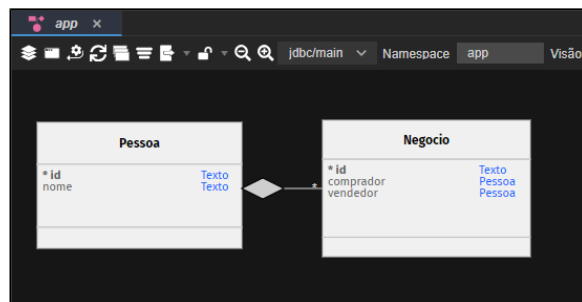 app ×
jdbc/main Namespace app Visão
Pessoa
* id Texto
nome Texto
*
Negocio
* id Texto
comprador Pessoa
vendedor Pessoa